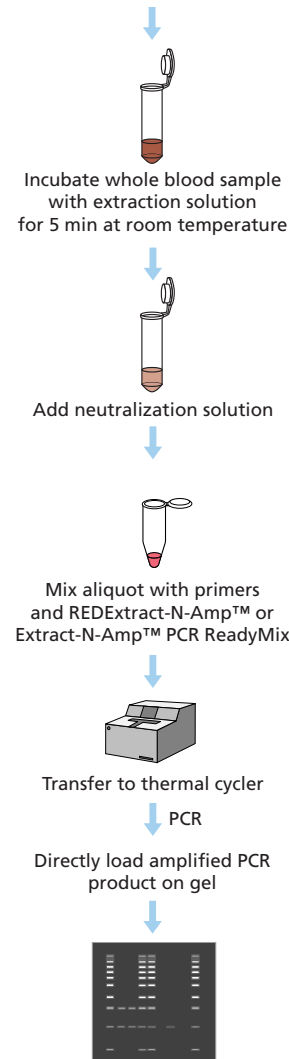 Incubate whole blood sample
with extraction solution
for 5 min at room temperature
Add neutralization solution
Mix aliquot with primers
and REDExtract-N-Amp™ or
Extract-N-Amp™ PCR ReadyMix
Transfer to thermal cycler
PCR
Directly load amplified PCR
product on gel